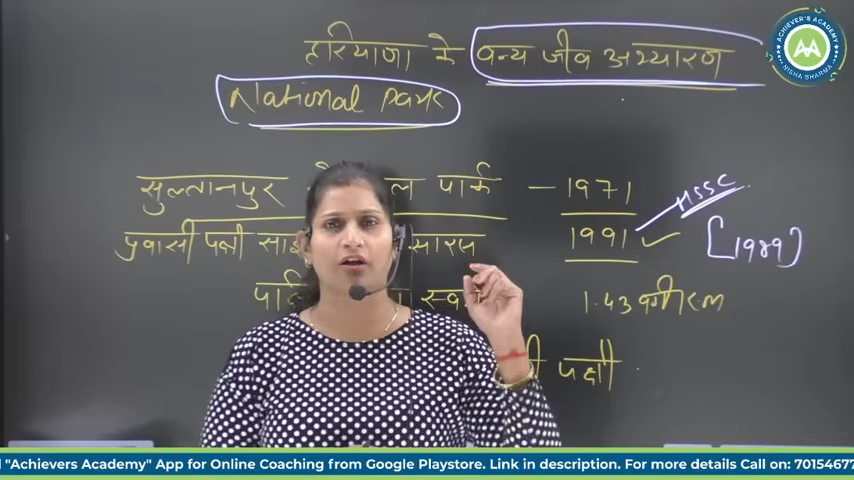 हरियाणा के वन्य जीव अभ्यारण
National Park
सुल्तानपुर ल पार्क - 1971
HSSC
प्रवासी पक्षी सा सारस 1991 ✓ [1989)
स्व 1.43 वर्ग km
पक्षी
ACHIEVER'S ACADEMY
AA
NISHA SHARMA
"Achievers Academy" App for Online Coaching from Google Playstore. Link in description. For more details Call on: 7015467